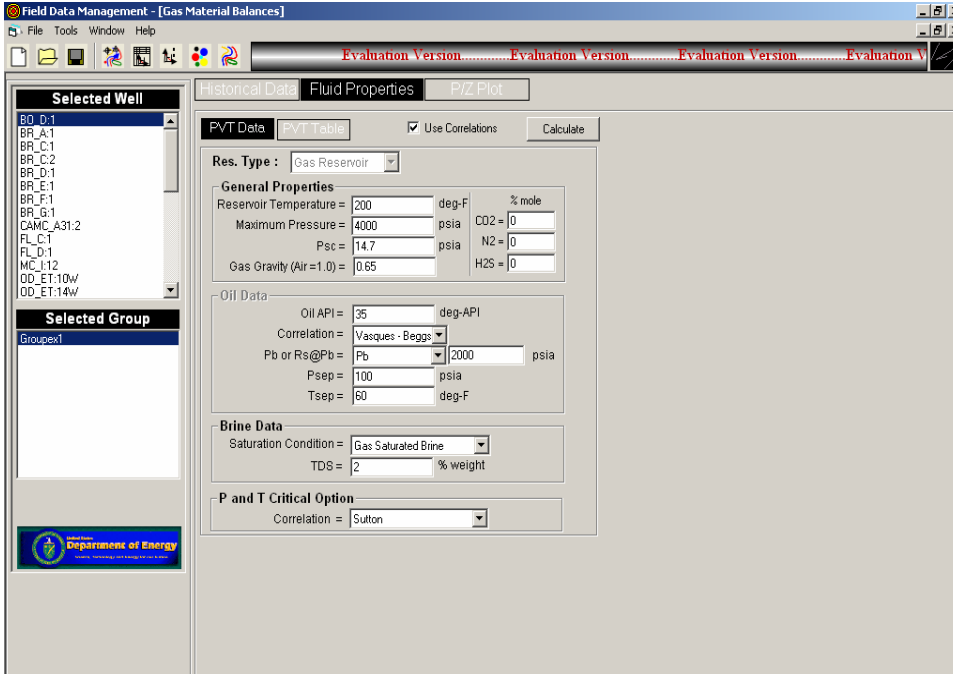 Field Data Management - [Gas Material Balances]
File Tools Window Help
Evaluation Version.............Evaluation Version.............Evaluation Version.............Evaluation V
Selected Well
BO_D:1
BR_A:1
BR_C:1
BR_C:2
BR_D:1
BR_E:1
BR_F:1
BR_G:1
CAMC_A31:2
FL_C:1
FL_D:1
MC_I:12
OD_ET:10W
OD_ET:14W
Selected Group
Groupex1
United States
Department of Energy
Historical Data Fluid Properties P/Z Plot
PVT Data PVT Table Use Correlations Calculate
Res. Type : Gas Reservoir
General Properties
Reservoir Temperature = 200 deg-F
Maximum Pressure = 4000 psia
Psc = 14.7 psia
Gas Gravity (Air =1.0) = 0.65
% mole
CO2 = 0
N2 = 0
H2S = 0
Oil Data
Oil API = 35 deg-API
Correlation = Vasques - Beggs
Pb or Rs@Pb = Pb 2000 psia
Psep = 100 psia
Tsep = 60 deg-F
Brine Data
Saturation Condition = Gas Saturated Brine
TDS = 2 % weight
P and T Critical Option
Correlation = Sutton